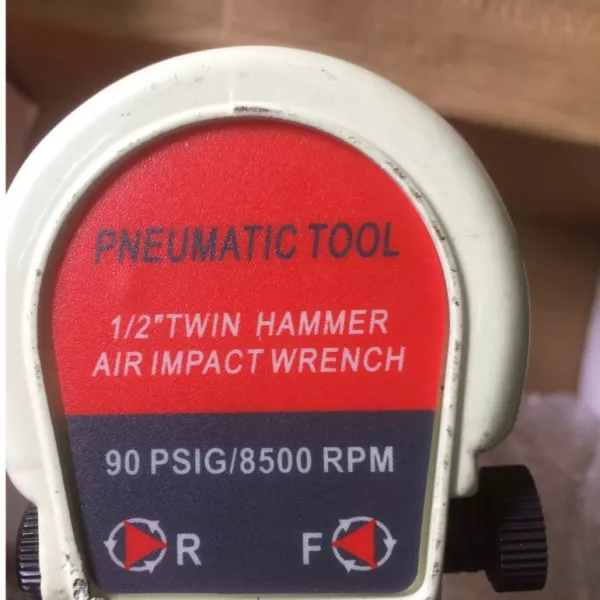 PNEUMATIC TOOL
1/2"TWIN HAMMER
AIR IMPACT WRENCH
90 PSIG/8500 RPM
R F